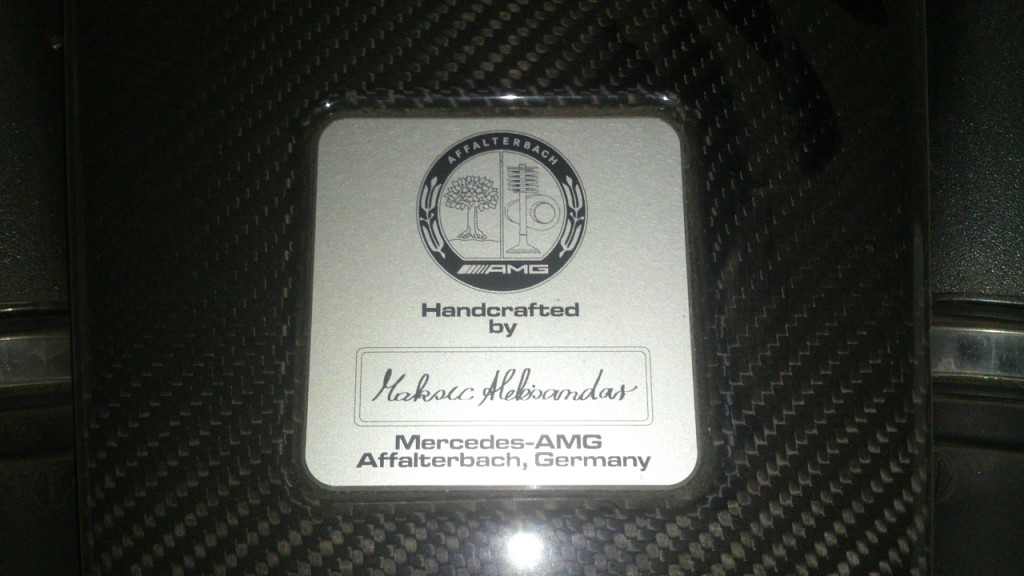 AFFALTERBACH
AMG
Handcrafted
by
Maksic Aleksandar
Mercedes-AMG
Affalterbach, Germany